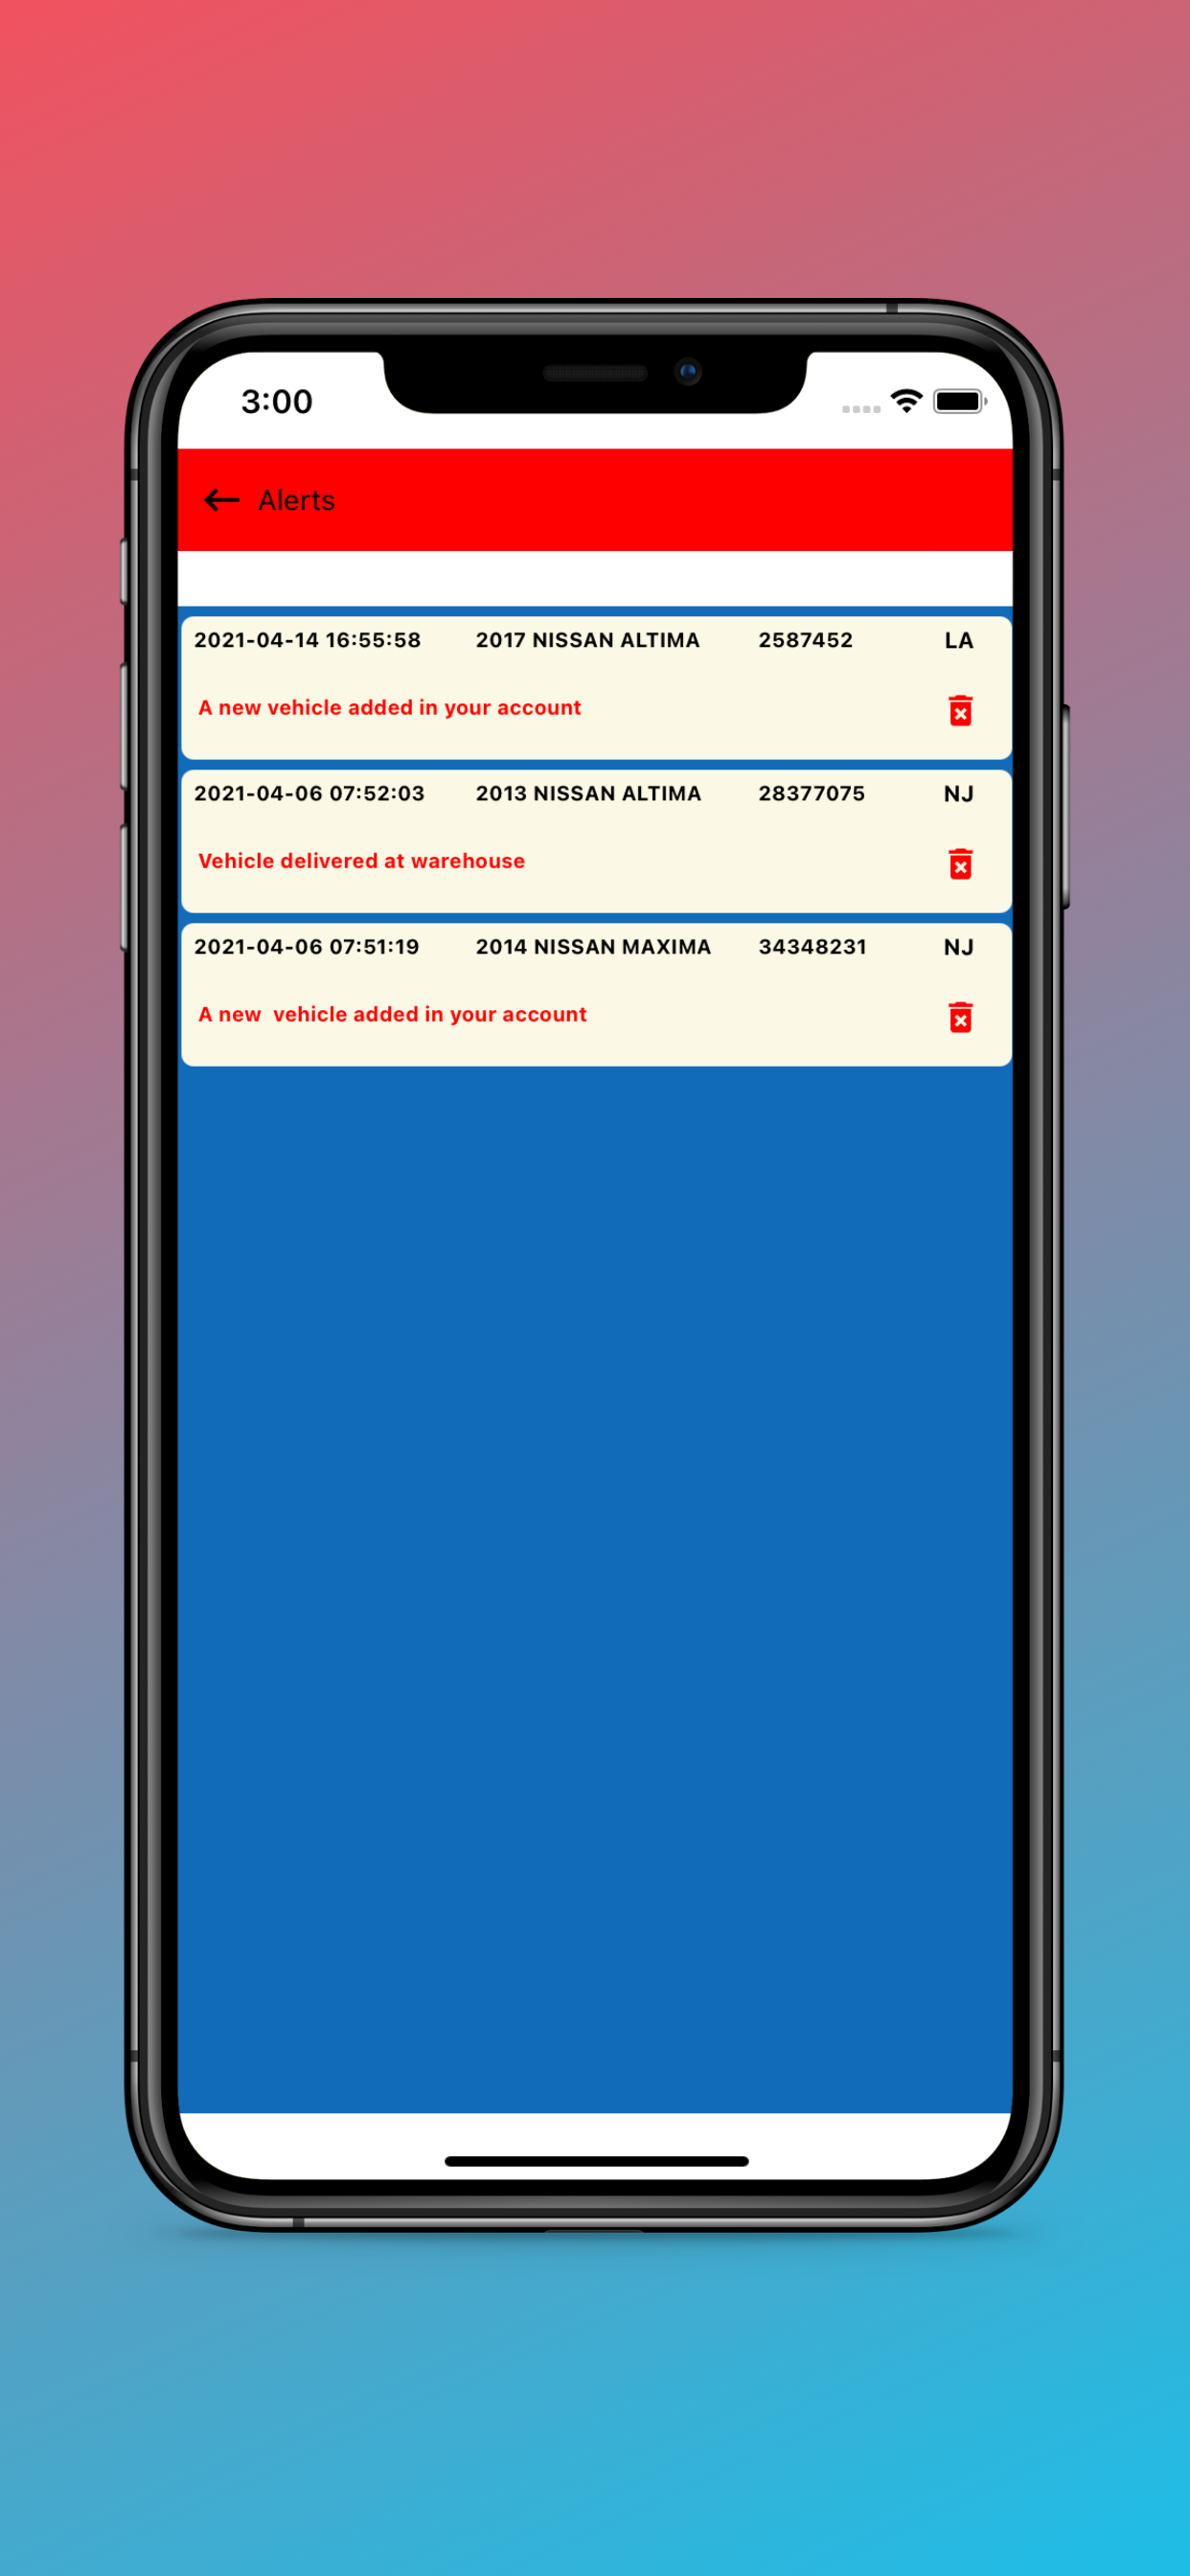 3:00
Alerts
2021-04-14 16:55:58 2017 NISSAN ALTIMA 2587452 LA
A new vehicle added in your account
2021-04-06 07:52:03 2013 NISSAN ALTIMA 28377075 NJ
Vehicle delivered at warehouse
2021-04-06 07:51:19 2014 NISSAN MAXIMA 34348231 NJ
A new  vehicle added in your account